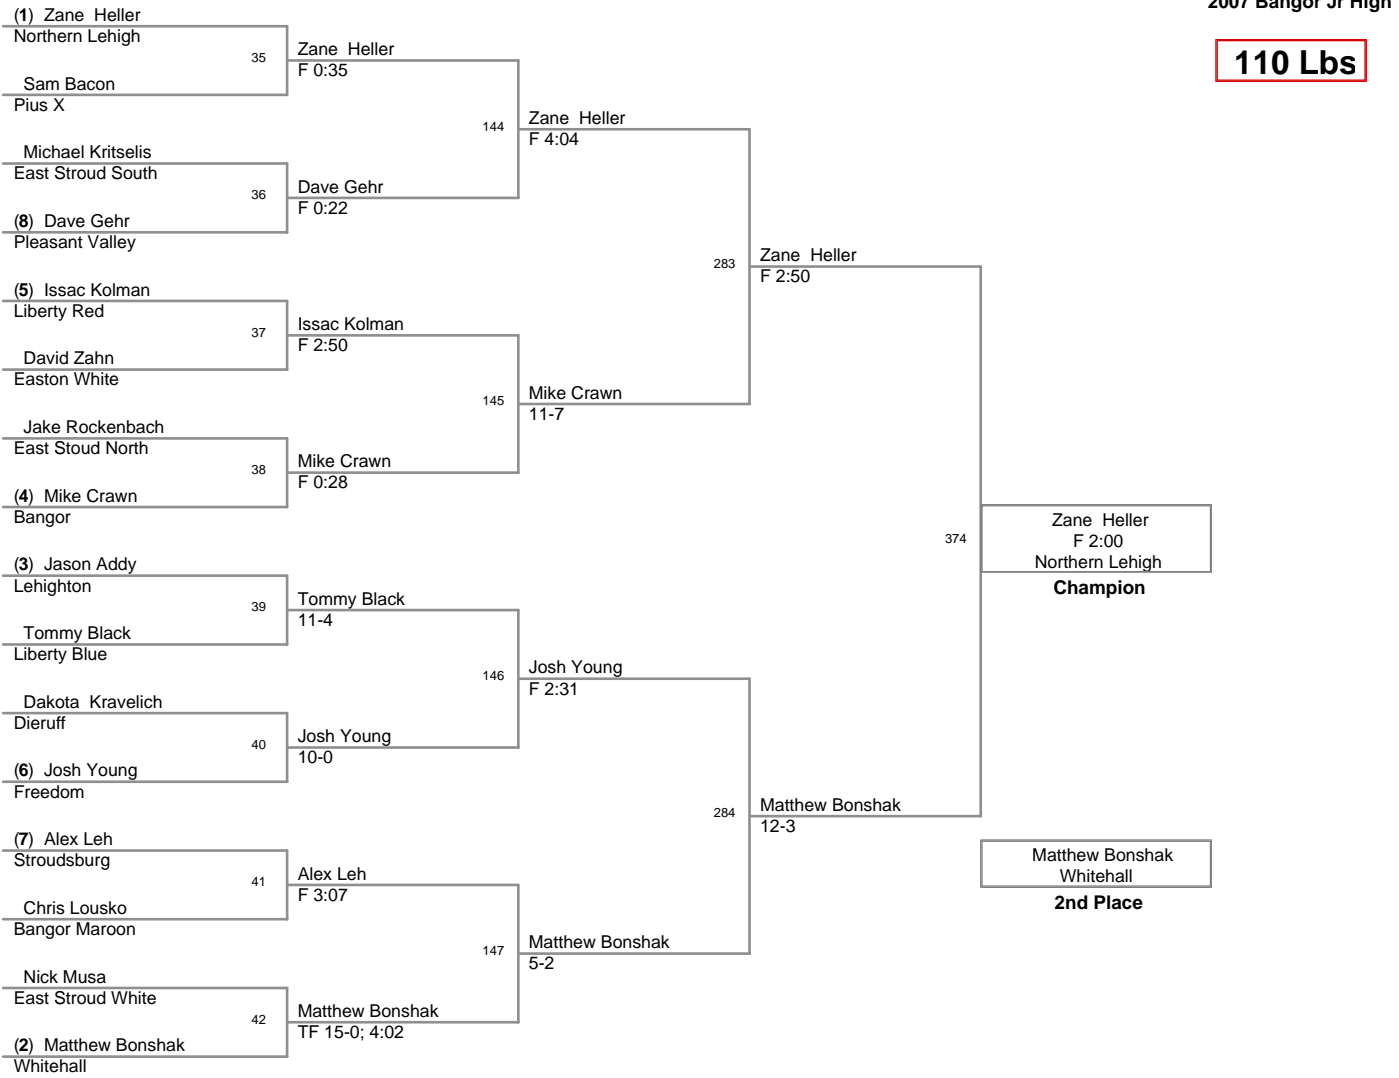 2007 Bangor Jr High
110 Lbs
(1) Zane Heller
Northern Lehigh
35
Sam Bacon
Pius X
Zane Heller
F 0:35
Michael Kritselis
East Stroud South
36
(8) Dave Gehr
Pleasant Valley
Dave Gehr
F 0:22
144
Zane Heller
F 4:04
(5) Issac Kolman
Liberty Red
37
David Zahn
Easton White
Issac Kolman
F 2:50
Jake Rockenbach
East Stoud North
38
(4) Mike Crawn
Bangor
Mike Crawn
F 0:28
145
Mike Crawn
11-7
283
Zane Heller
F 2:50
(3) Jason Addy
Lehighton
39
Tommy Black
Liberty Blue
Tommy Black
11-4
Dakota Kravelich
Dieruff
40
(6) Josh Young
Freedom
Josh Young
10-0
146
Josh Young
F 2:31
(7) Alex Leh
Stroudsburg
41
Chris Lousko
Bangor Maroon
Alex Leh
F 3:07
Nick Musa
East Stroud White
42
(2) Matthew Bonshak
Whitehall
Matthew Bonshak
TF 15-0; 4:02
147
Matthew Bonshak
5-2
284
Matthew Bonshak
12-3
374
Zane Heller
F 2:00
Northern Lehigh
Champion
Matthew Bonshak
Whitehall
2nd Place